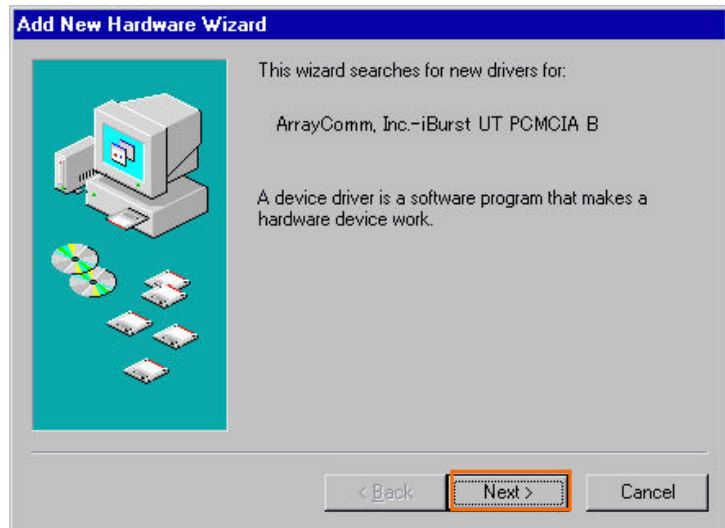 Add New Hardware Wizard
This wizard searches for new drivers for:
ArrayComm, Inc.-iBurst UT PCMCIA B
A device driver is a software program that makes a
hardware device work.
< Back
Next >
Cancel